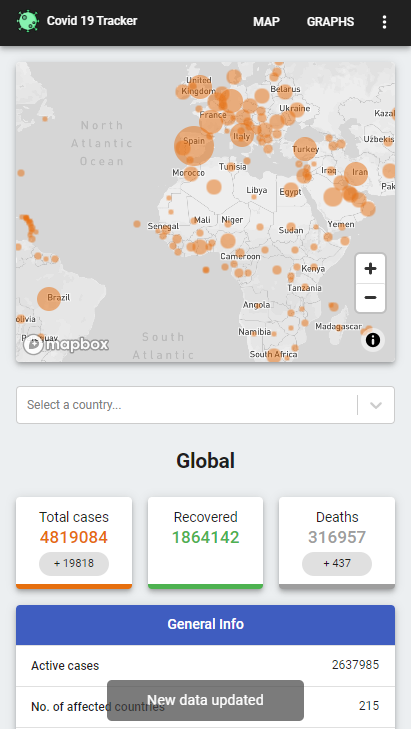 Covid 19 Tracker
MAP
GRAPHS
United
Kingdom
Belarus
Ukraine
France
North
Atlantic
Ocean
Spain
Italy
Turkey
Kazal
Uzbekis
Morocco
Tunisia
Iraq
Iran
Pak
Libya
Egypt
Senegal
Mali
Niger
Sudan
Yemen
Cameroon
Kenya
Tanzania
Brazil
Angola
olivia
Namibia
Madagascar
South
Atlantic
South Africa
mapbox
Select a country...
Global
Total cases
4819084
+ 19818
Recovered
1864142
Deaths
316957
+ 437
General Info
Active cases
2637985
No. of affected countries
215
New data updated